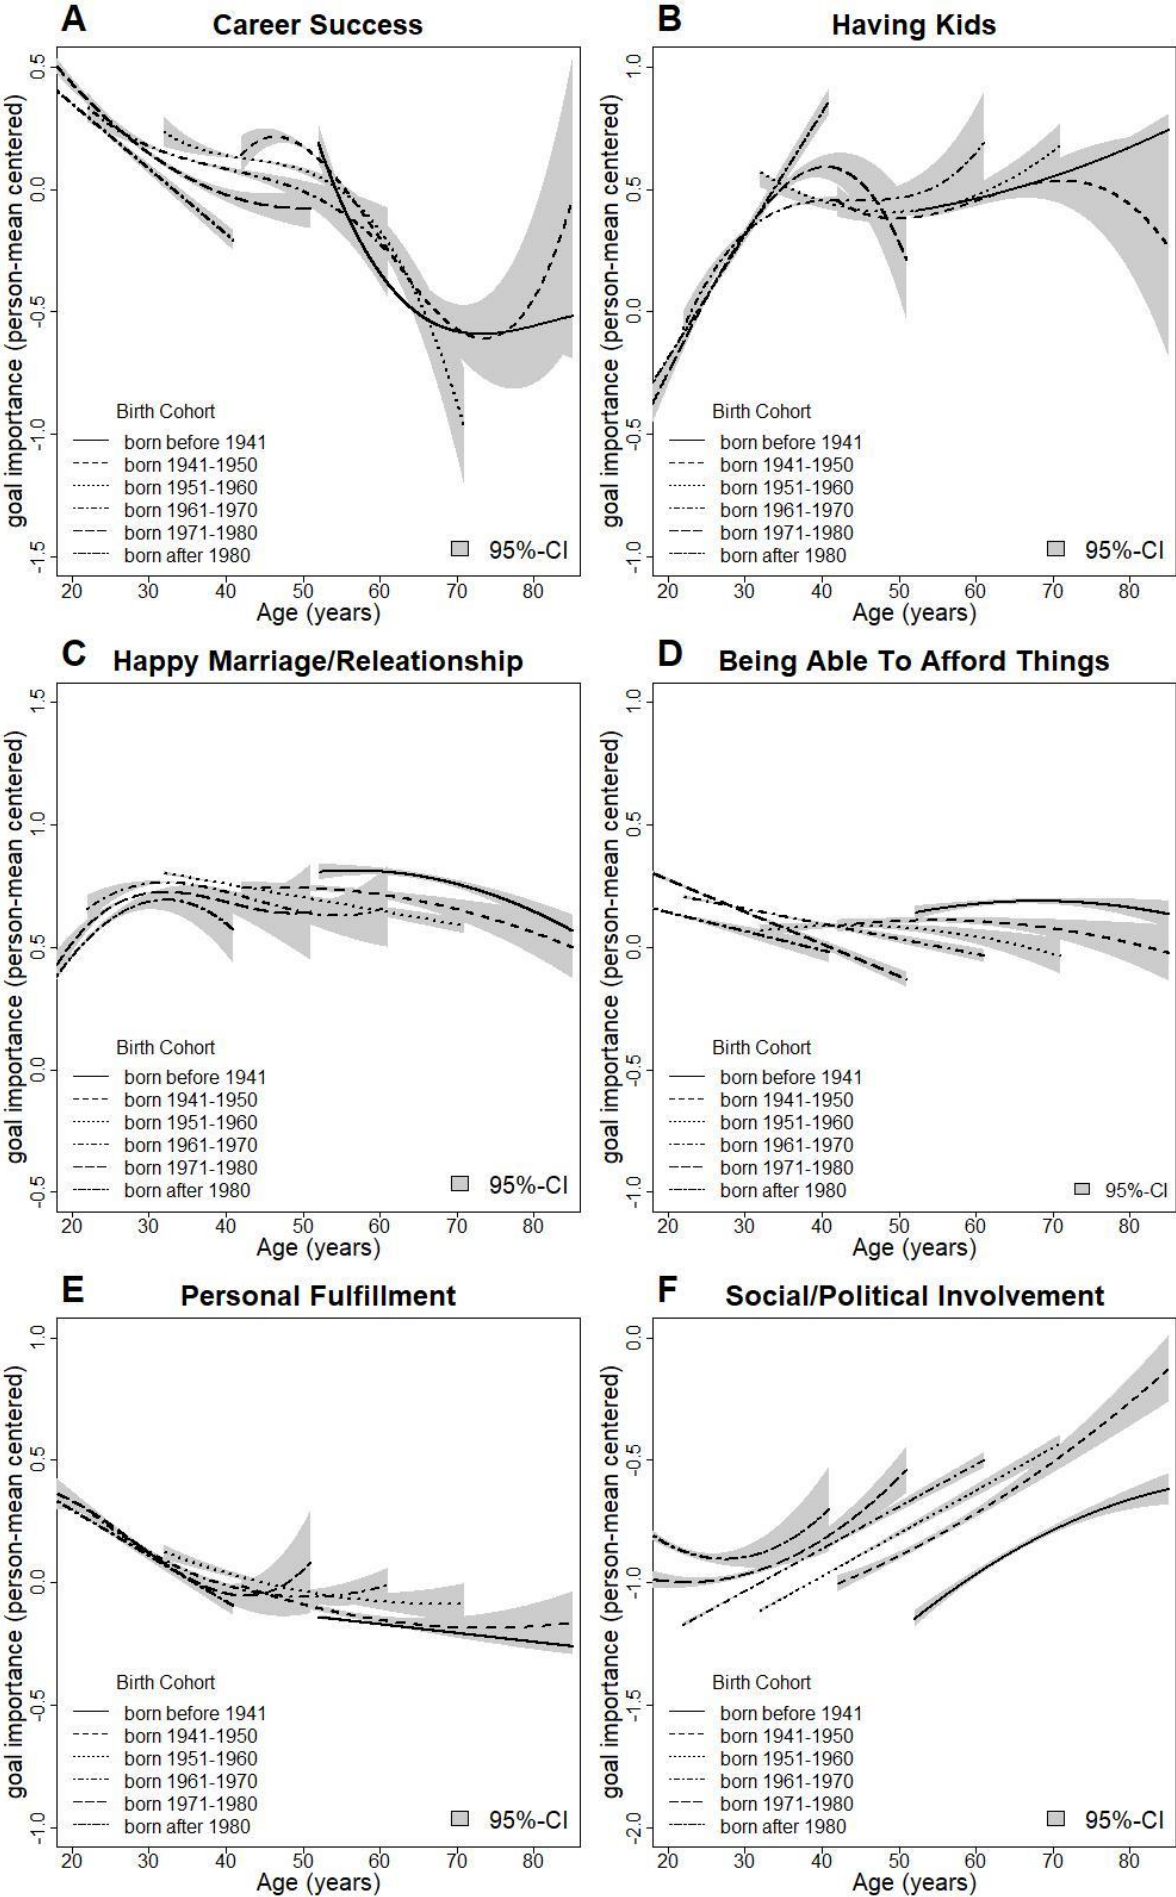 A Career Success
goal importance (person-mean centered)
0.5
0.0
-0.5
-1.0
-1.5
Birth Cohort
born before 1941
born 1941-1950
born 1951-1960
born 1961-1970
born 1971-1980
born after 1980
95%-CI
20 30 40 50 60 70 80
Age (years)
B Having Kids
goal importance (person-mean centered)
1.0
0.5
0.0
-0.5
-1.0
Birth Cohort
born before 1941
born 1941-1950
born 1951-1960
born 1961-1970
born 1971-1980
born after 1980
95%-CI
20 30 40 50 60 70 80
Age (years)
C Happy Marriage/Releationship
goal importance (person-mean centered)
1.5
1.0
0.5
0.0
-0.5
Birth Cohort
born before 1941
born 1941-1950
born 1951-1960
born 1961-1970
born 1971-1980
born after 1980
95%-CI
20 30 40 50 60 70 80
Age (years)
D Being Able To Afford Things
goal importance (person-mean centered)
1.0
0.5
0.0
-0.5
-1.0
Birth Cohort
born before 1941
born 1941-1950
born 1951-1960
born 1961-1970
born 1971-1980
born after 1980
95%-CI
20 30 40 50 60 70 80
Age (years)
E Personal Fulfillment
goal importance (person-mean centered)
1.0
0.5
0.0
-0.5
-1.0
Birth Cohort
born before 1941
born 1941-1950
born 1951-1960
born 1961-1970
born 1971-1980
born after 1980
95%-CI
20 30 40 50 60 70 80
Age (years)
F Social/Political Involvement
goal importance (person-mean centered)
0.0
-0.5
-1.0
-1.5
-2.0
Birth Cohort
born before 1941
born 1941-1950
born 1951-1960
born 1961-1970
born 1971-1980
born after 1980
95%-CI
20 30 40 50 60 70 80
Age (years)